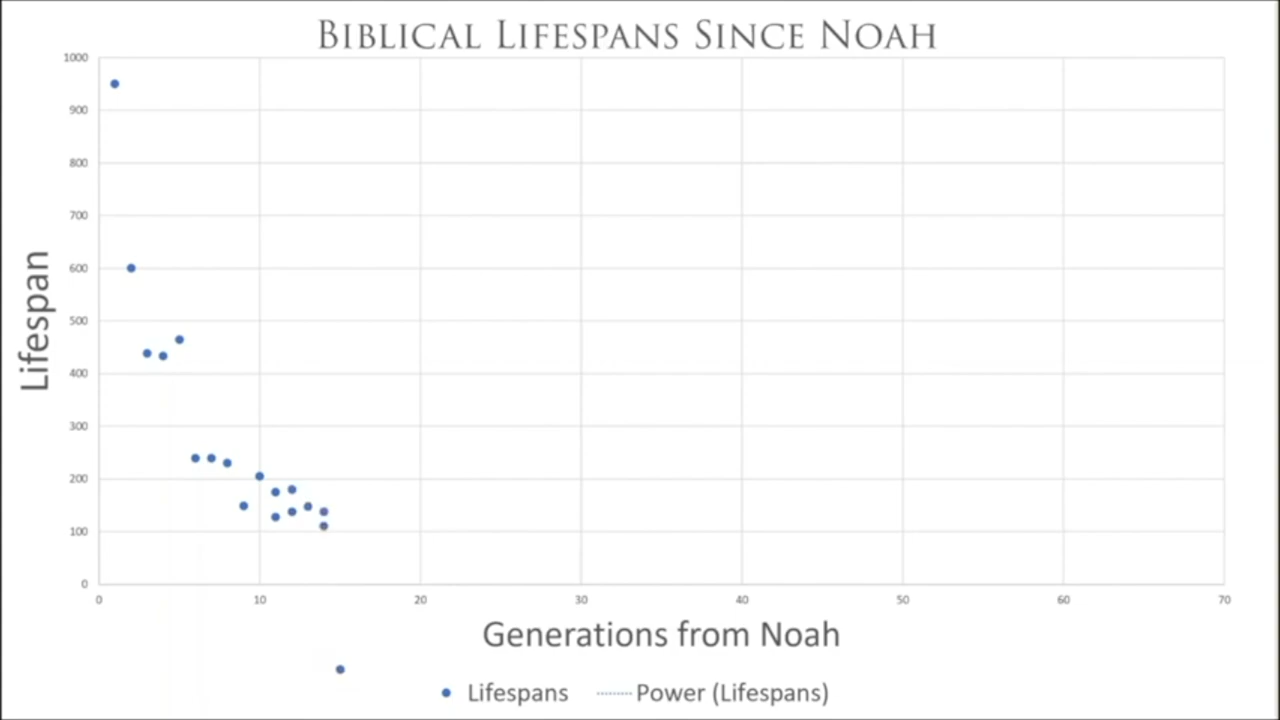 BIBLICAL LIFESPANS SINCE NOAH
1000
900
800
700
600
500
400
300
200
100
0
Lifespan
0 10 20 30 40 50 60 70
Generations from Noah
Lifespans Power (Lifespans)